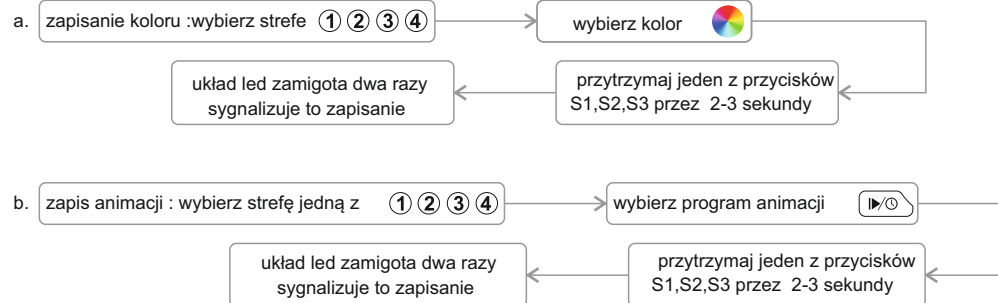 a. zapisanie koloru :wybierz strefe 1 2 3 4
wybierz kolor
przytrzymaj jeden z przycisków
S1,S2,S3 przez 2-3 sekundy
układ led zamigota dwa razy
sygnalizuje to zapisanie
b. zapis animacji : wybierz strefę jedną z 1 2 3 4
wybierz program animacji
przytrzymaj jeden z przycisków
S1,S2,S3 przez 2-3 sekundy
układ led zamigota dwa razy
sygnalizuje to zapisanie